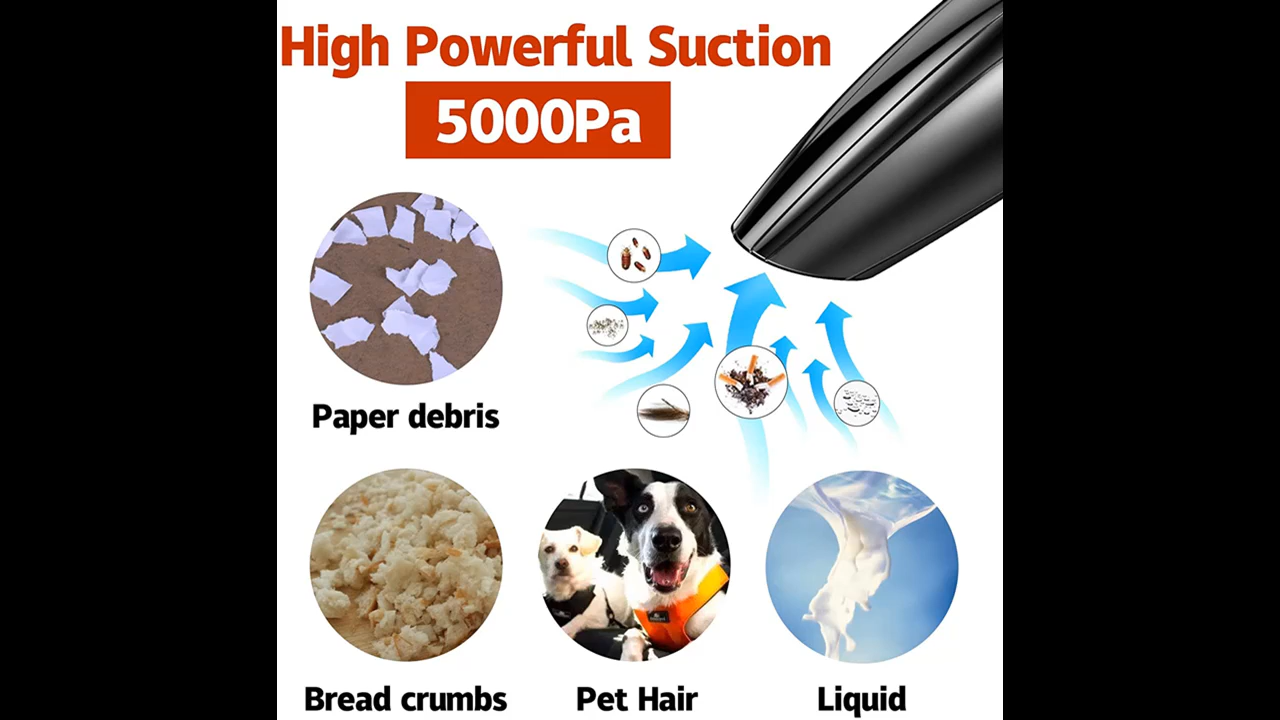 High Powerful Suction
5000Pa
Paper debris
Bread crumbs
Pet Hair
Liquid